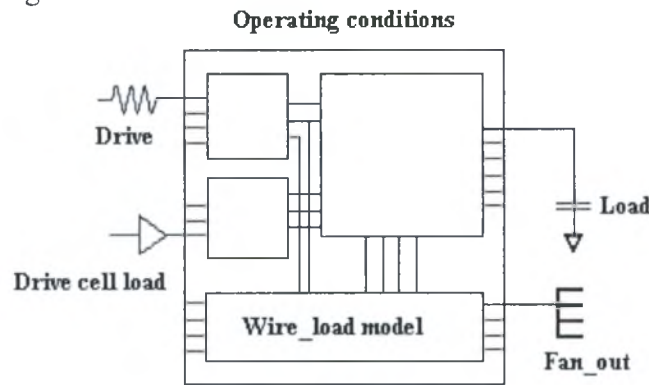 Operating conditions
Drive
Load
Drive cell load
Wire_load model
Fan_out